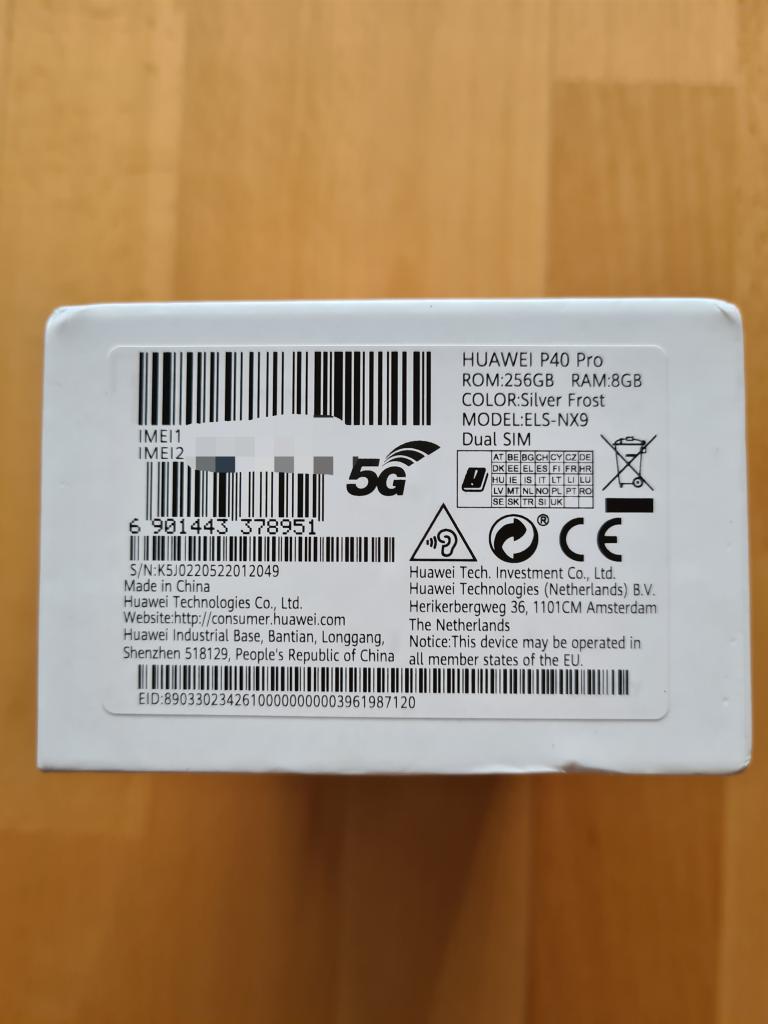 IMEI1
IMEI2
5G
6 901443 378951
S/N:K5J0220522012049
Made in China
Huawei Technologies Co., Ltd.
Website:http://consumer.huawei.com
Huawei Industrial Base, Bantian, Longgang,
Shenzhen 518129, People's Republic of China
HUAWEI P40 Pro
ROM:256GB RAM:8GB
COLOR:Silver Frost
MODEL:ELS-NX9
Dual SIM
AT BE BG CH CY CZ DE
DK EE EL ES FI FR HR
HU IE IS IT LT LI LU
LV MT NL NO PL PT RO
SE SK TR SI UK
®
CE
Huawei Tech. Investment Co., Ltd.
Huawei Technologies (Netherlands) B.V.
Herikerbergweg 36, 1101CM Amsterdam
The Netherlands
Notice:This device may be operated in
all member states of the EU.
EID:89033023426100000000003961987120